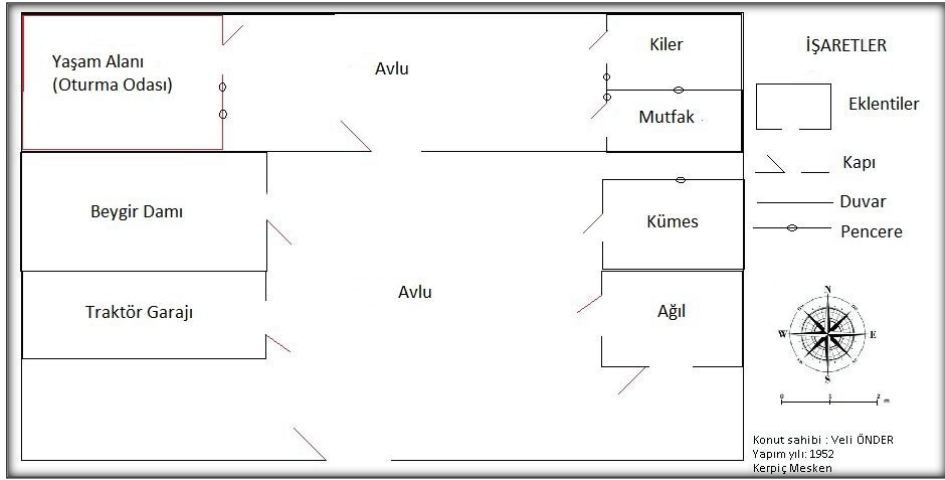 Yaşam Alanı
(Oturma Odası)
Avlu
Kiler
Mutfak
Beygir Damı
Kümes
Traktör Garajı
Avlu
Ağıl
İŞARETLER
Eklentiler
Kapı
Duvar
Pencere
N
W
E
S
0 1 2 m
Konut sahibi : Veli ÖNDER
Yapım yılı: 1952
Kerpiç Mesken